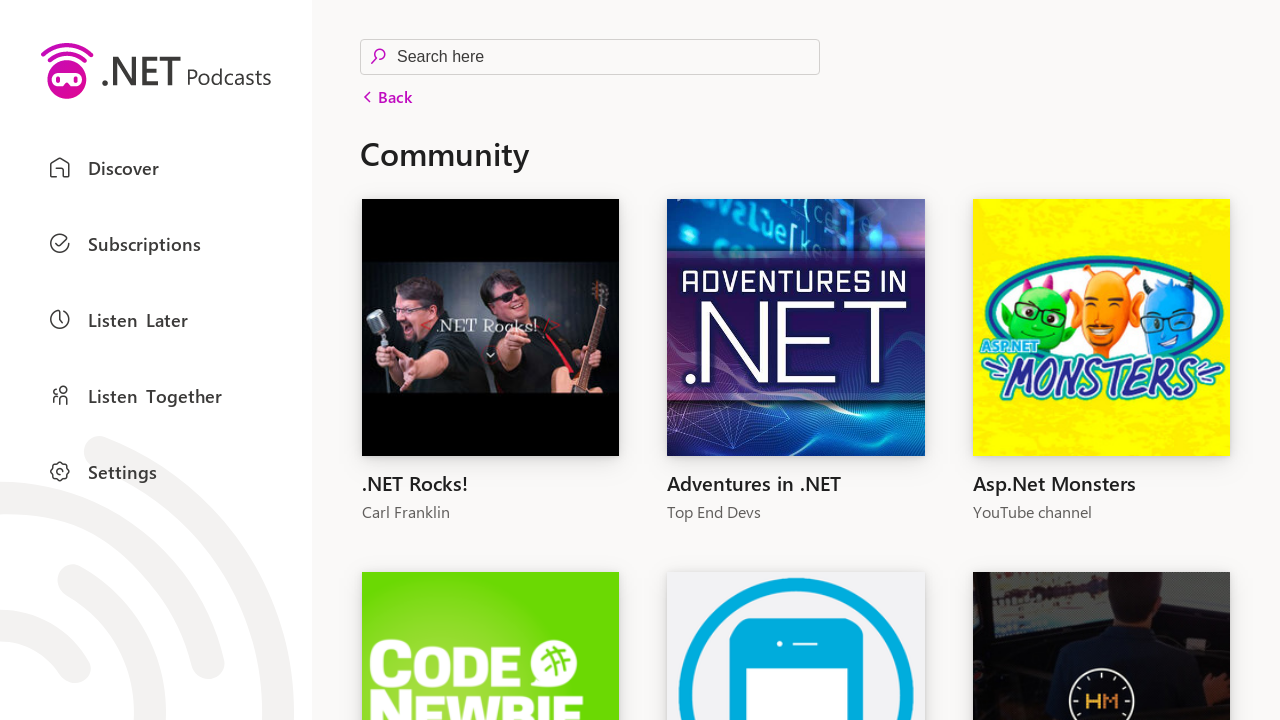 .NET Podcasts
Discover
Subscriptions
Listen Later
Listen Together
Settings
Search here
Back
Community
< .NET Rocks! />
ADVENTURES IN
.NET
ASP.NET
MONSTERS
.NET Rocks!
Carl Franklin
Adventures in .NET
Top End Devs
Asp.Net Monsters
YouTube channel
CODE
NEWBIE
HM